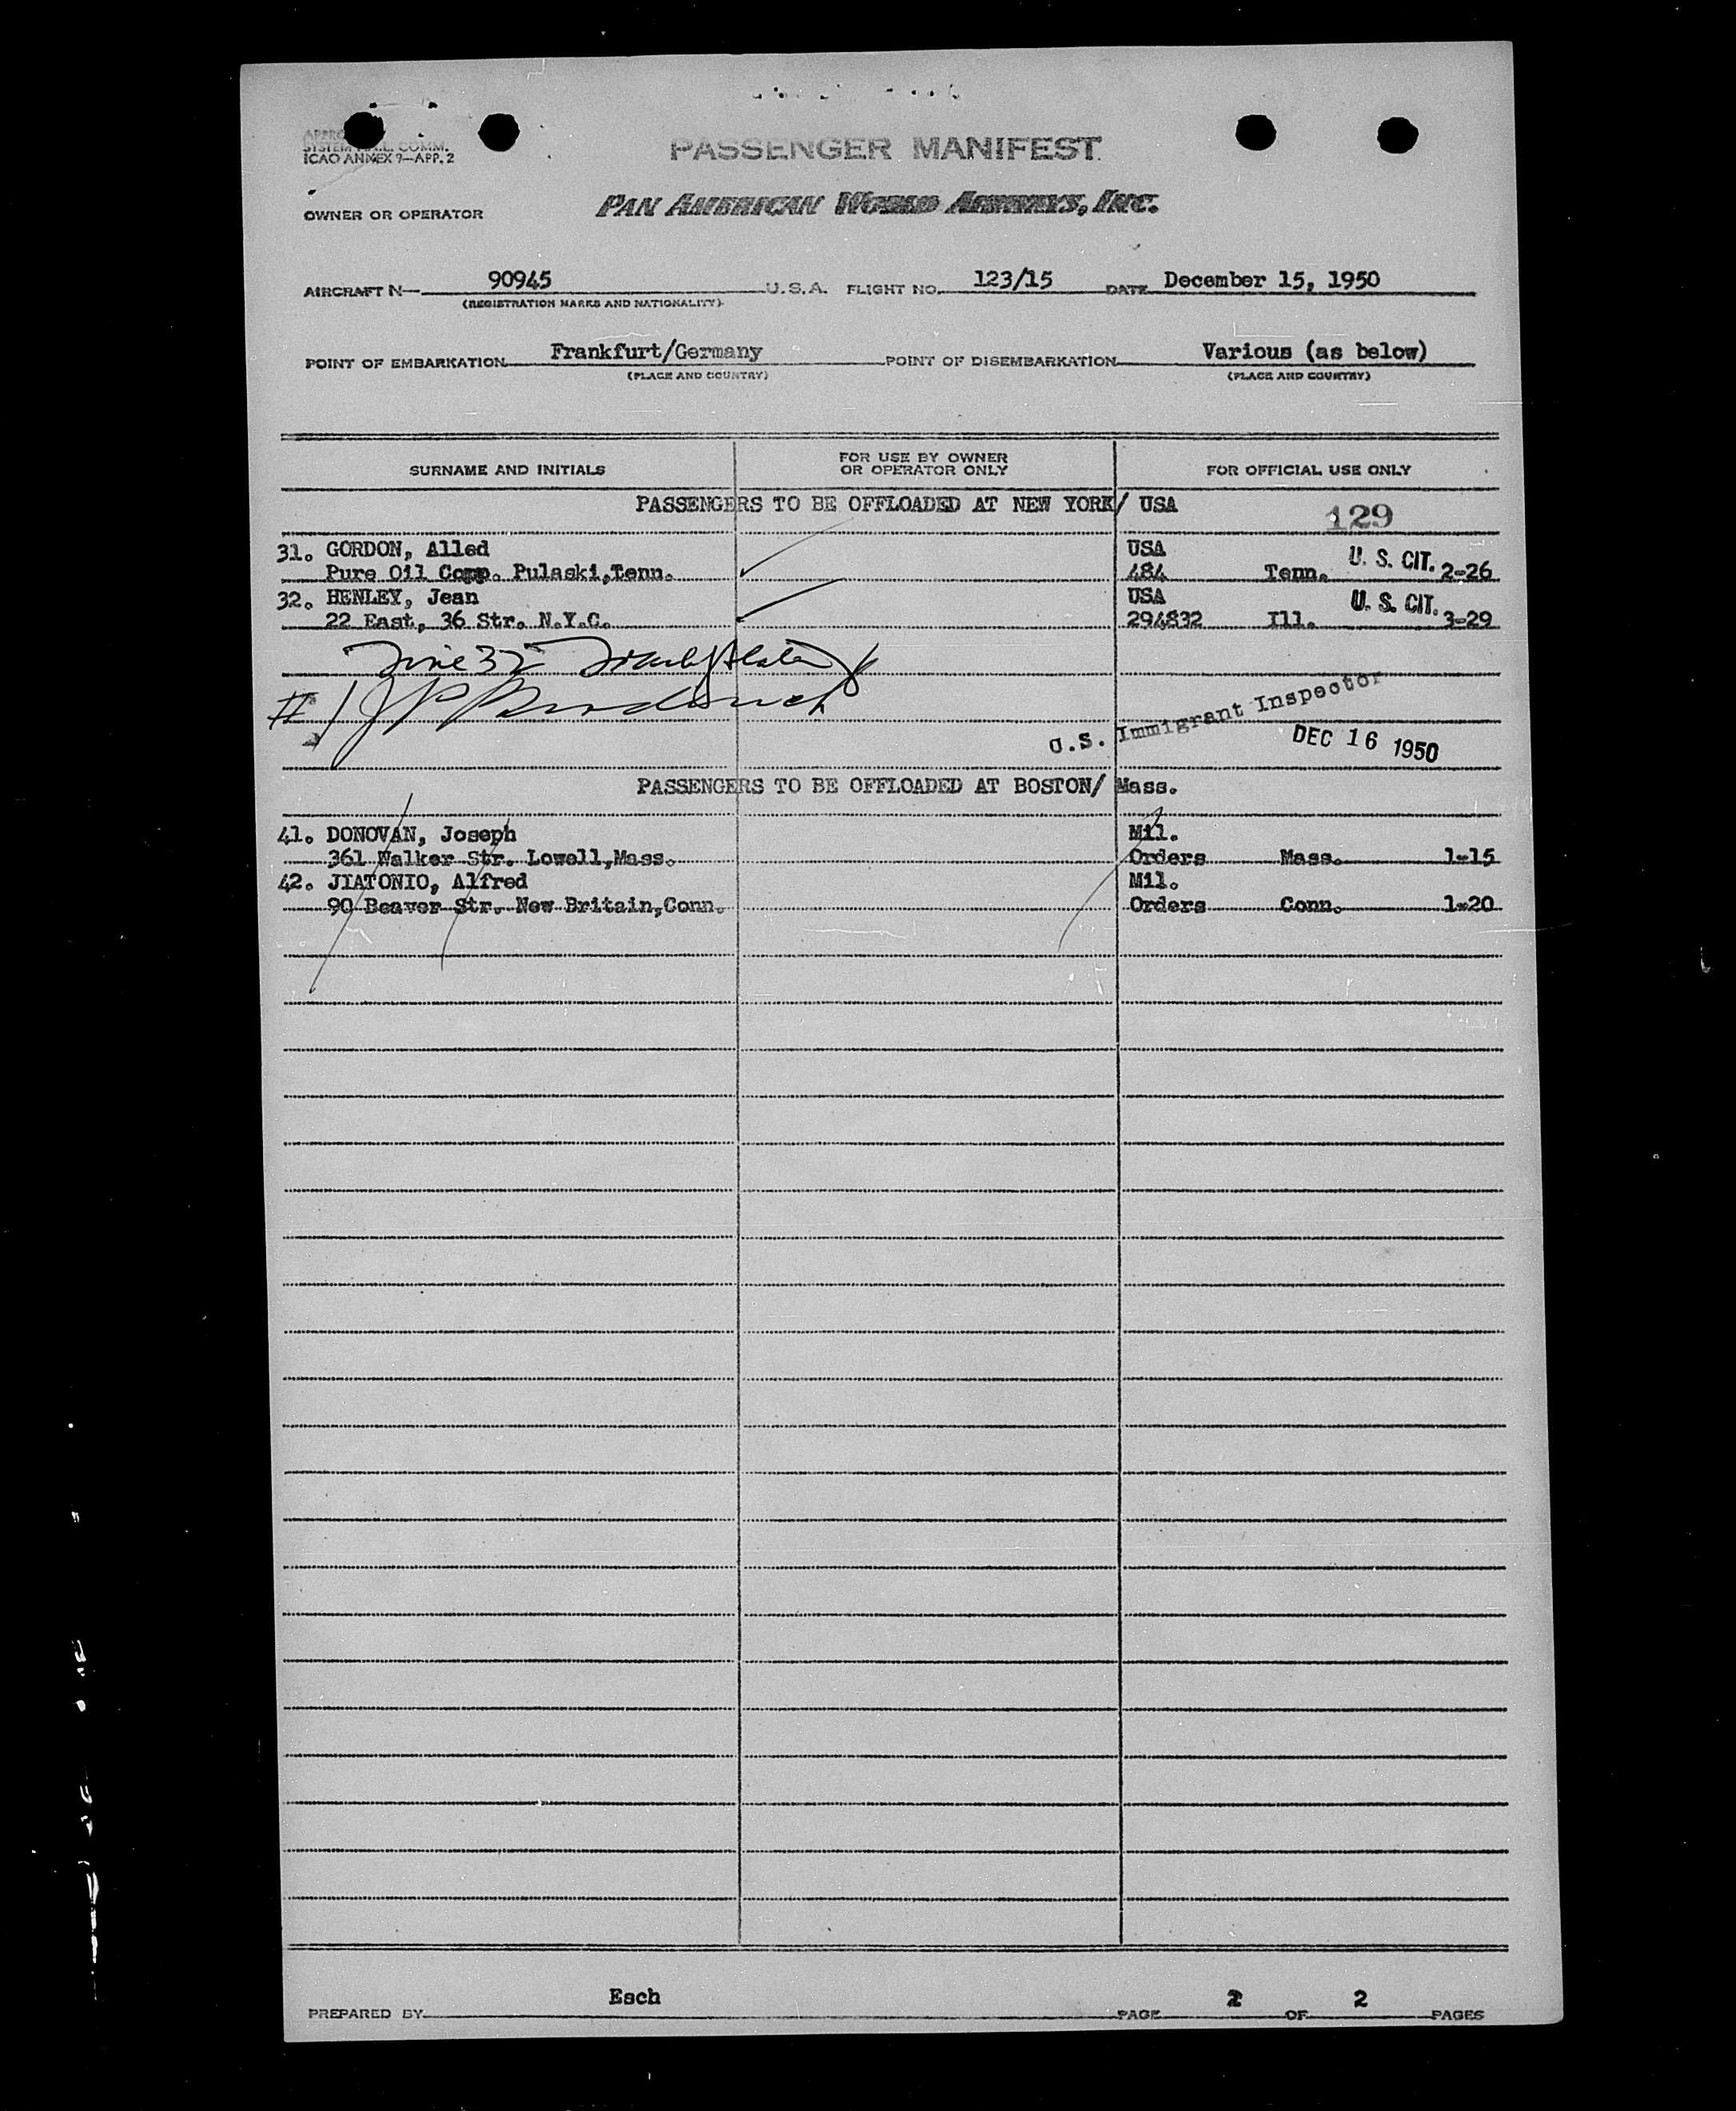 PASSENGER MANIFEST
SYSTEM COMM.
ICAO ANNEX 9—APP. 2
OWNER OR OPERATOR
PAN AMERICAN WORLD AIRWAYS, INC.
AIRCRAFT N— 90945 U.S.A. FLIGHT NO. 123/15 DATE December 15, 1950
(REGISTRATION MARKS AND NATIONALITY)
POINT OF EMBARKATION Frankfurt/Germany POINT OF DISEMBARKATION Various (as below)
(PLACE AND COUNTRY) (PLACE AND COUNTRY)
SURNAME AND INITIALS FOR USE BY OWNER OR OPERATOR ONLY FOR OFFICIAL USE ONLY
PASSENGERS TO BE OFFLOADED AT NEW YORK/ USA
129
31. GORDON, Alled USA
Pure Oil Copp. Pulaski,Tenn. 484 Tenn. U. S. CIT. 2-26
32. HENLEY, Jean USA
22 East, 36 Str. N.Y.C. 294832 Ill. U. S. CIT. 3-29
# 1
U.S. Immigrant Inspector
DEC 16 1950
PASSENGERS TO BE OFFLOADED AT BOSTON/ Mass.
41. DONOVAN, Joseph Mil.
361 Walker Str. Lowell,Mass. Orders Mass. 1-15
42. JIATONIO, Alfred Mil.
90 Beaver Str. New Britain,Conn. Orders Conn. 1-20
PREPARED BY Esch PAGE 2 OF 2 PAGES